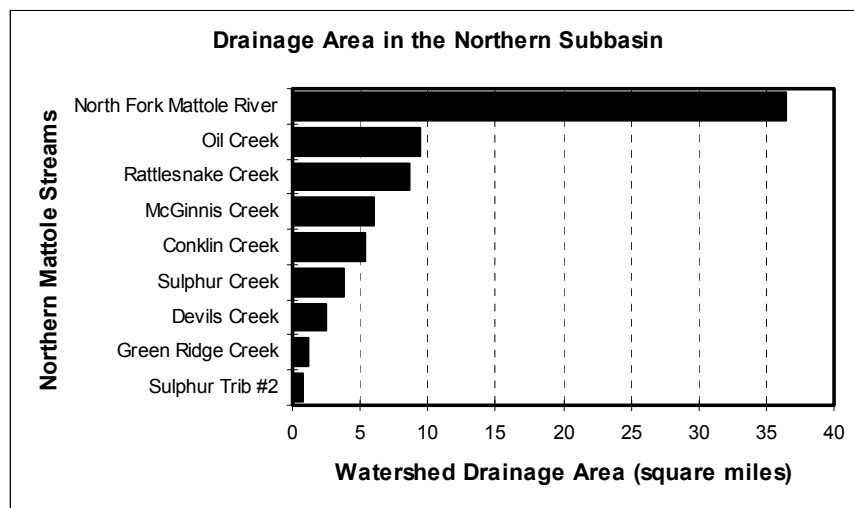 Drainage Area in the Northern Subbasin
Northern Mattole Streams
North Fork Mattole River
Oil Creek
Rattlesnake Creek
McGinnis Creek
Conklin Creek
Sulphur Creek
Devils Creek
Green Ridge Creek
Sulphur Trib #2
0 5 10 15 20 25 30 35 40
Watershed Drainage Area (square miles)